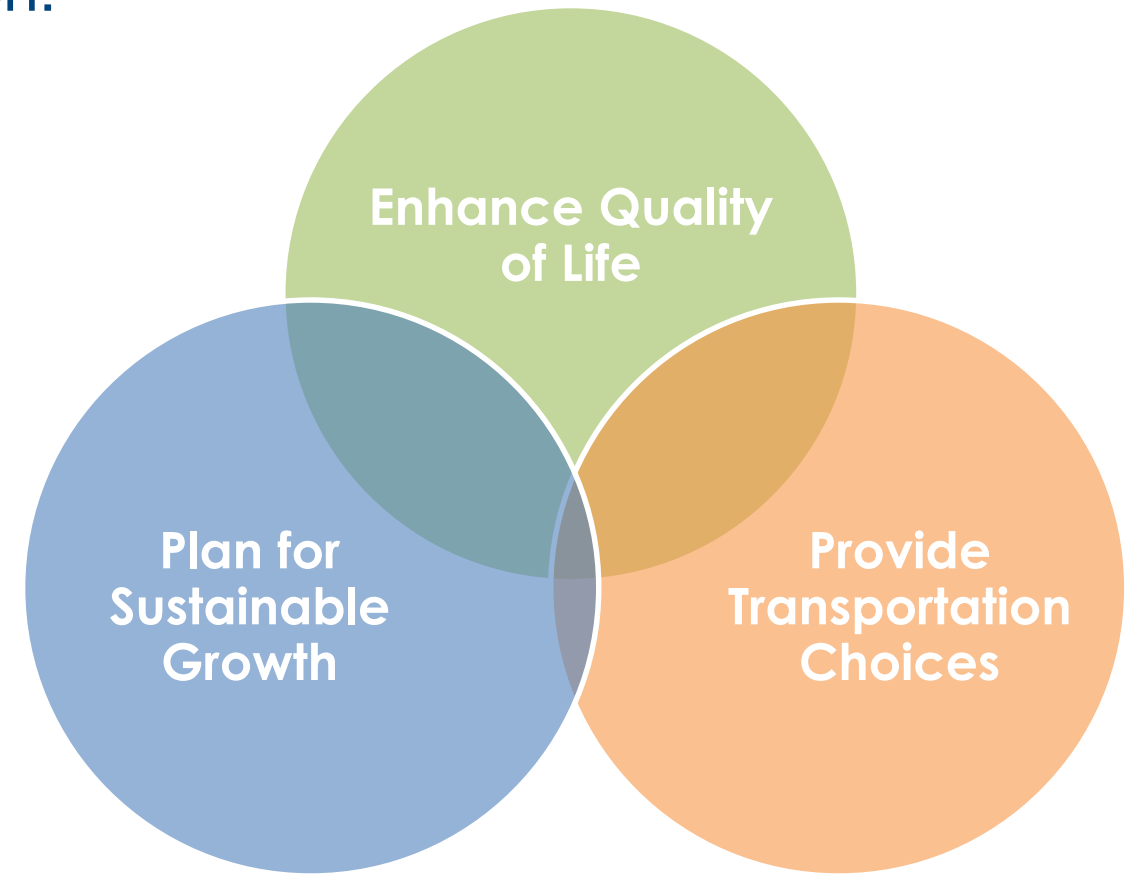 Enhance Quality
of Life
Plan for
Sustainable
Growth
Provide
Transportation
Choices